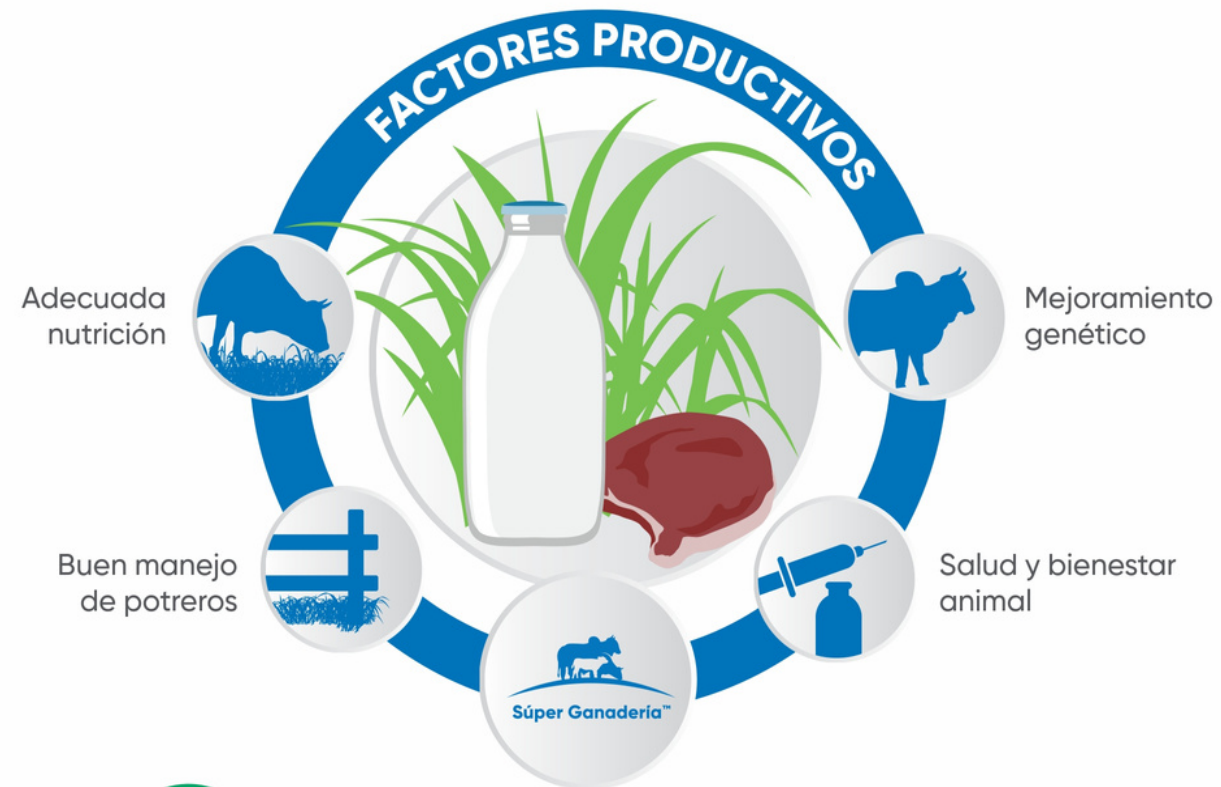 FACTORES PRODUCTIVOS
Adecuada
nutrición
Mejoramiento
genético
Buen manejo
de potreros
Salud y bienestar
animal
Súper Ganadería™